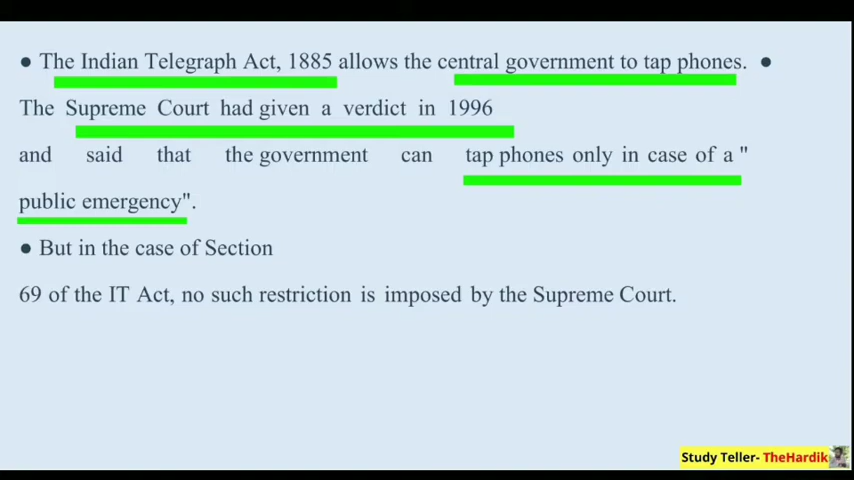 ● The Indian Telegraph Act, 1885 allows the central government to tap phones. ●
The Supreme Court had given a verdict in 1996
and said that the government can tap phones only in case of a "
public emergency".
● But in the case of Section
69 of the IT Act, no such restriction is imposed by the Supreme Court.
Study Teller- TheHardik